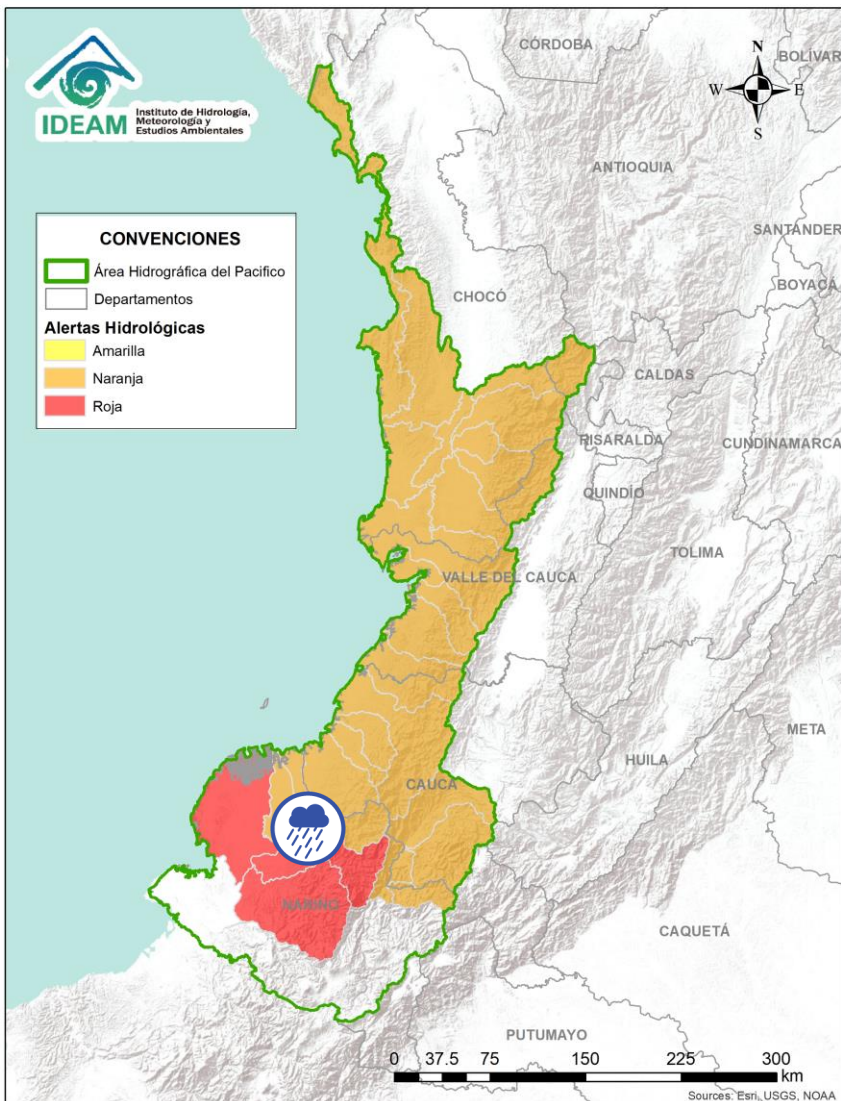 IDEAM
Instituto de Hidrología,
Meteorología y
Estudios Ambientales
CÓRDOBA
BOLÍVAR
N
W
E
S
ANTIOQUIA
SANTANDER
BOYACÁ
CONVENCIONES
Área Hidrográfica del Pacifico
Departamentos
Alertas Hidrológicas
Amarilla
Naranja
Roja
CHOCÓ
CALDAS
RISARALDA
CUNDINAMARCA
QUINDÍO
TOLIMA
VALLE DEL CAUCA
META
HUILA
CAUCA
NARIÑO
CAQUETÁ
PUTUMAYO
0 37.5 75 150 225 300
km
Sources: Esri, USGS, NOAA